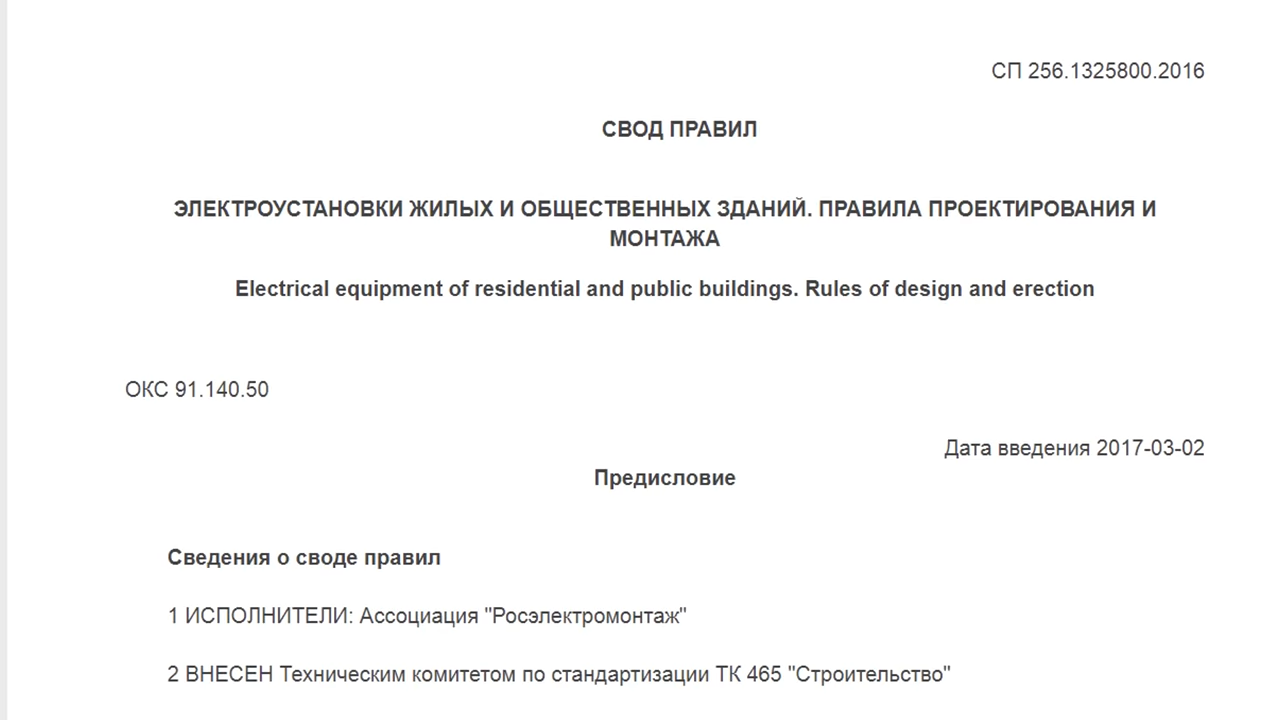 СП 256.1325800.2016
СВОД ПРАВИЛ
ЭЛЕКТРОУСТАНОВКИ ЖИЛЫХ И ОБЩЕСТВЕННЫХ ЗДАНИЙ. ПРАВИЛА ПРОЕКТИРОВАНИЯ И
МОНТАЖА
Electrical equipment of residential and public buildings. Rules of design and erection
ОКС 91.140.50
Дата введения 2017-03-02
Предисловие
Сведения о своде правил
1 ИСПОЛНИТЕЛИ: Ассоциация "Росэлектромонтаж"
2 ВНЕСЕН Техническим комитетом по стандартизации ТК 465 "Строительство"